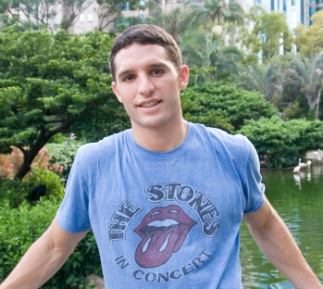 THE STONES
IN CONCERT